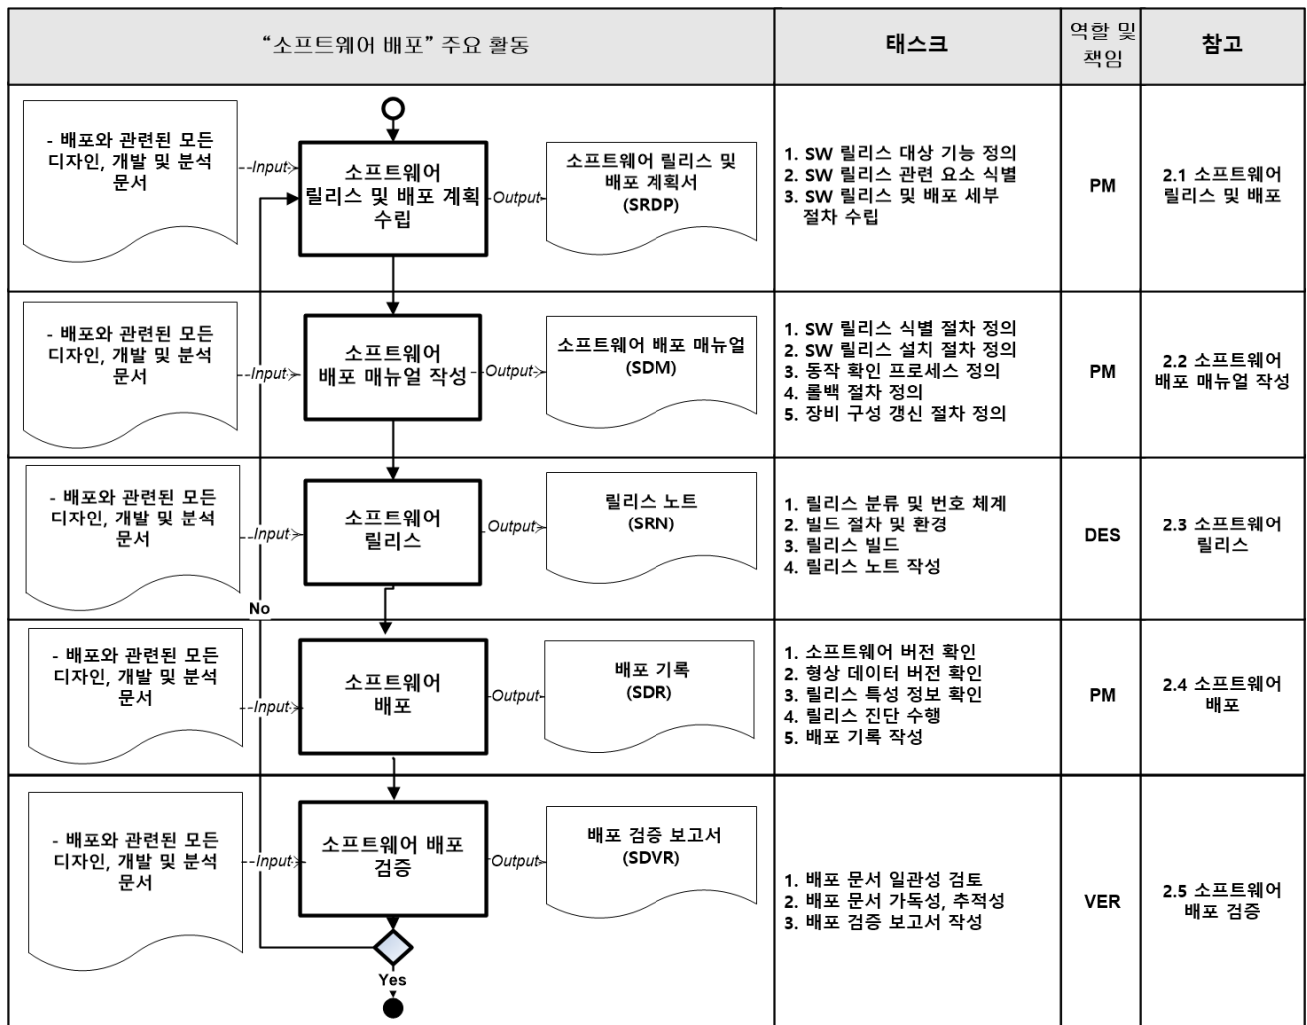 “소프트웨어 배포” 주요 활동
태스크
역할 및
책임
참고
- 배포와 관련된 모든
디자인, 개발 및 분석
문서
Input
소프트웨어
릴리스 및 배포 계획
수립
Output
소프트웨어 릴리스 및
배포 계획서
(SRDP)
1. SW 릴리스 대상 기능 정의
2. SW 릴리스 관련 요소 식별
3. SW 릴리스 및 배포 세부
절차 수립
PM
2.1 소프트웨어
릴리스 및 배포
- 배포와 관련된 모든
디자인, 개발 및 분석
문서
Input
소프트웨어
배포 매뉴얼 작성
Output
소프트웨어 배포 매뉴얼
(SDM)
1. SW 릴리스 식별 절차 정의
2. SW 릴리스 설치 절차 정의
3. 동작 확인 프로세스 정의
4. 롤백 절차 정의
5. 장비 구성 갱신 절차 정의
PM
2.2 소프트웨어
배포 매뉴얼 작성
- 배포와 관련된 모든
디자인, 개발 및 분석
문서
Input
소프트웨어
릴리스
Output
릴리스 노트
(SRN)
1. 릴리스 분류 및 번호 체계
2. 빌드 절차 및 환경
3. 릴리스 빌드
4. 릴리스 노트 작성
DES
2.3 소프트웨어
릴리스
No
- 배포와 관련된 모든
디자인, 개발 및 분석
문서
Input
소프트웨어
배포
Output
배포 기록
(SDR)
1. 소프트웨어 버전 확인
2. 형상 데이터 버전 확인
3. 릴리스 특성 정보 확인
4. 릴리스 진단 수행
5. 배포 기록 작성
PM
2.4 소프트웨어
배포
- 배포와 관련된 모든
디자인, 개발 및 분석
문서
Input
소프트웨어 배포
검증
Output
배포 검증 보고서
(SDVR)
1. 배포 문서 일관성 검토
2. 배포 문서 가독성, 추적성
3. 배포 검증 보고서 작성
VER
2.5 소프트웨어
배포 검증
Yes